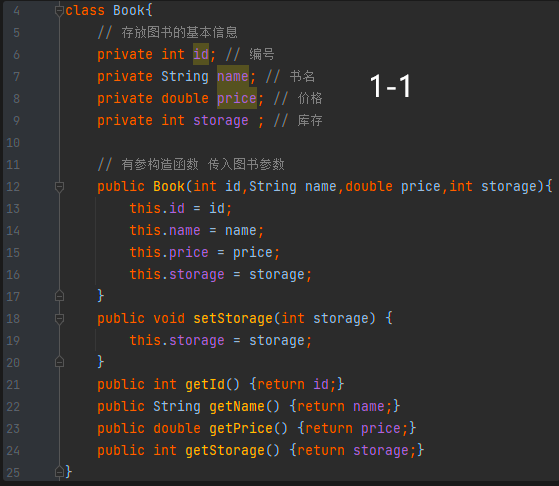 4 class Book{
5 // 存放图书的基本信息
6 private int id; // 编号
7 private String name; // 书名
8 private double price; // 价格
9 private int storage ; // 库存
10
11 // 有参构造函数 传入图书参数
12 public Book(int id,String name,double price,int storage){
13 this.id = id;
14 this.name = name;
15 this.price = price;
16 this.storage = storage;
17 }
18 public void setStorage(int storage) {
19 this.storage = storage;
20 }
21 public int getId() {return id;}
22 public String getName() {return name;}
23 public double getPrice() {return price;}
24 public int getStorage() {return storage;}
25 }
1-1